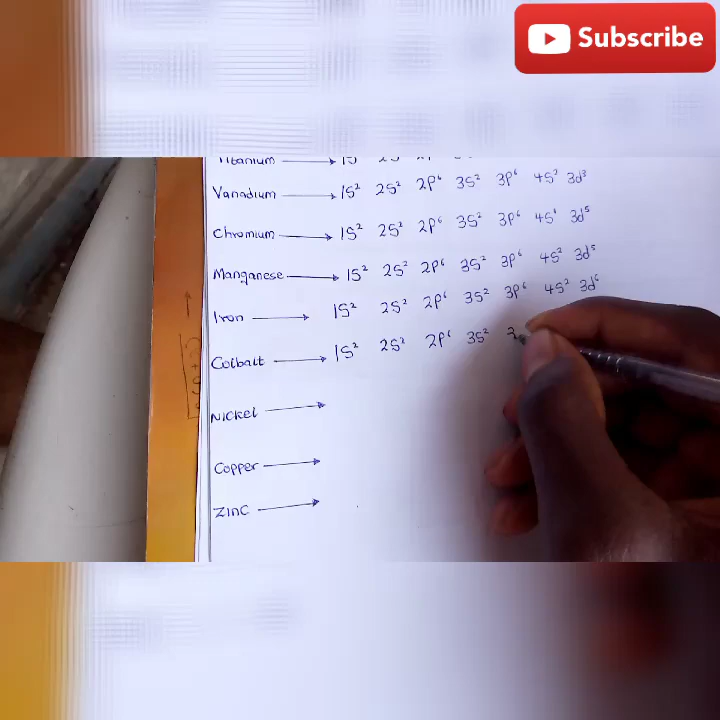 Subscribe
Titanium
Vanadium → 1S² 2S² 2P⁶ 3S² 3P⁶ 4S² 3d³
Chromium → 1S² 2S² 2P⁶ 3S² 3P⁶ 4S¹ 3d⁵
Manganese → 1S² 2S² 2P⁶ 3S² 3P⁶ 4S² 3d⁵
Iron → 1S² 2S² 2P⁶ 3S² 3P⁶ 4S² 3d⁶
Colbalt → 1S² 2S² 2P⁶ 3S²
Nickel →
Copper →
Zinc →